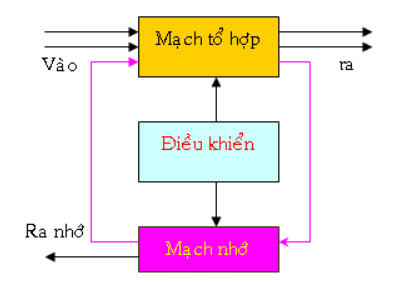 Mạch tổ hợp
Vào
ra
Điều khiển
Ra nhớ
Mạch nhớ